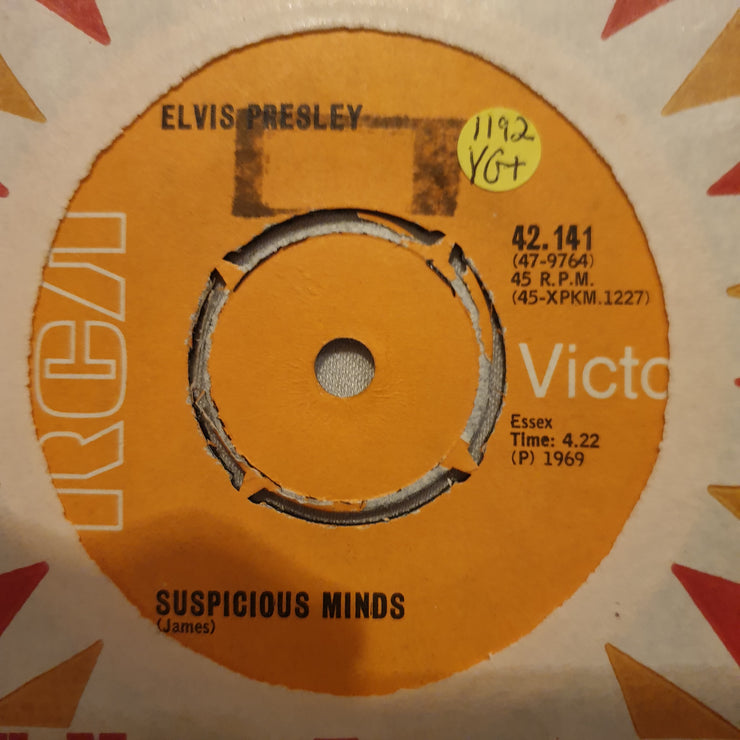 ELVIS PRESLEY
1192
VG+
42.141
(47-9764)
45 R.P.M.
(45-XPKM.1227)
RCA
Victo
Essex
Time: 4.22
(P) 1969
SUSPICIOUS MINDS
(James)